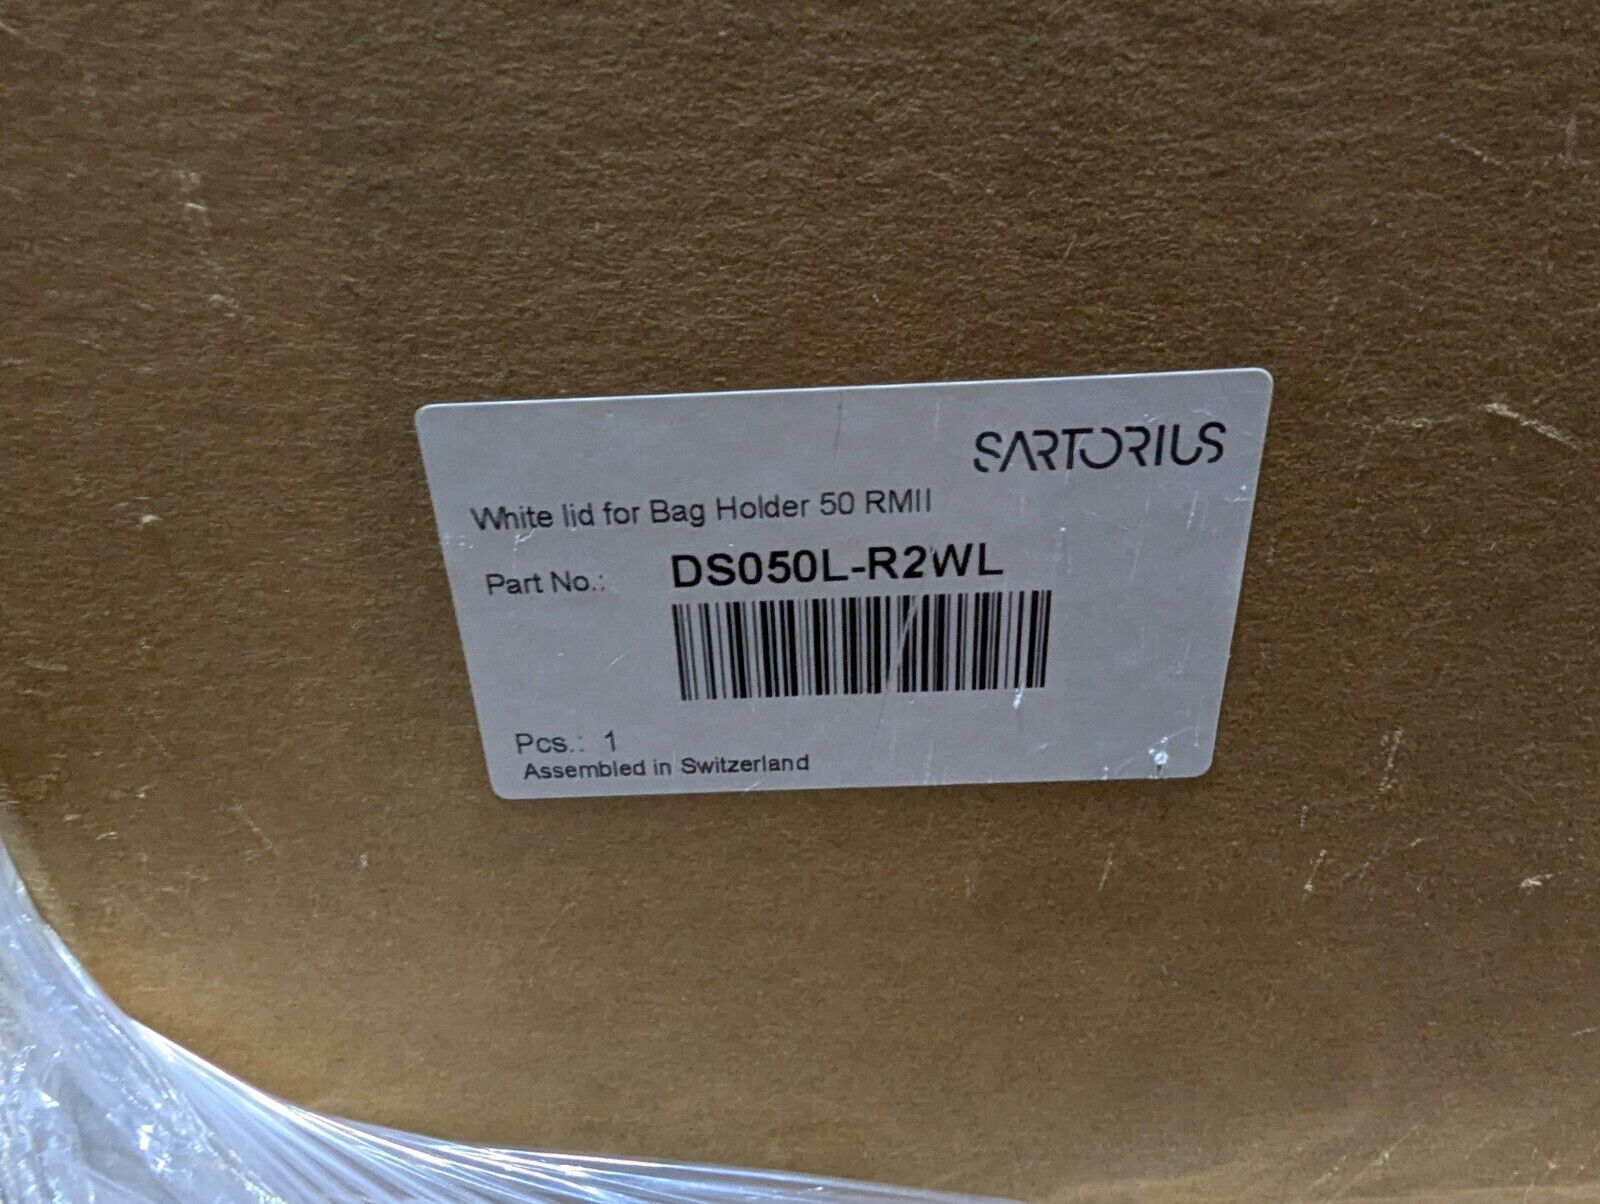 SARTORIUS
White lid for Bag Holder 50 RMII
Part No.: DS050L-R2WL
Pcs.: 1
Assembled in Switzerland